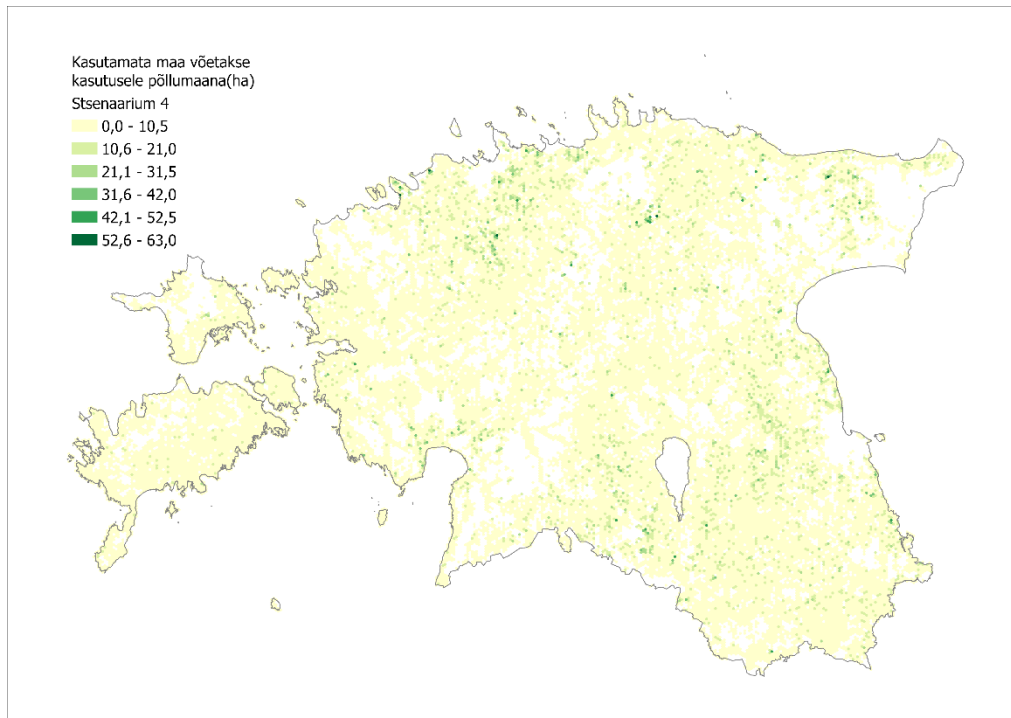 Kasutamata maa võetakse
kasutusele põllumaana(ha)
Stsenaarium 4
0,0 - 10,5
10,6 - 21,0
21,1 - 31,5
31,6 - 42,0
42,1 - 52,5
52,6 - 63,0